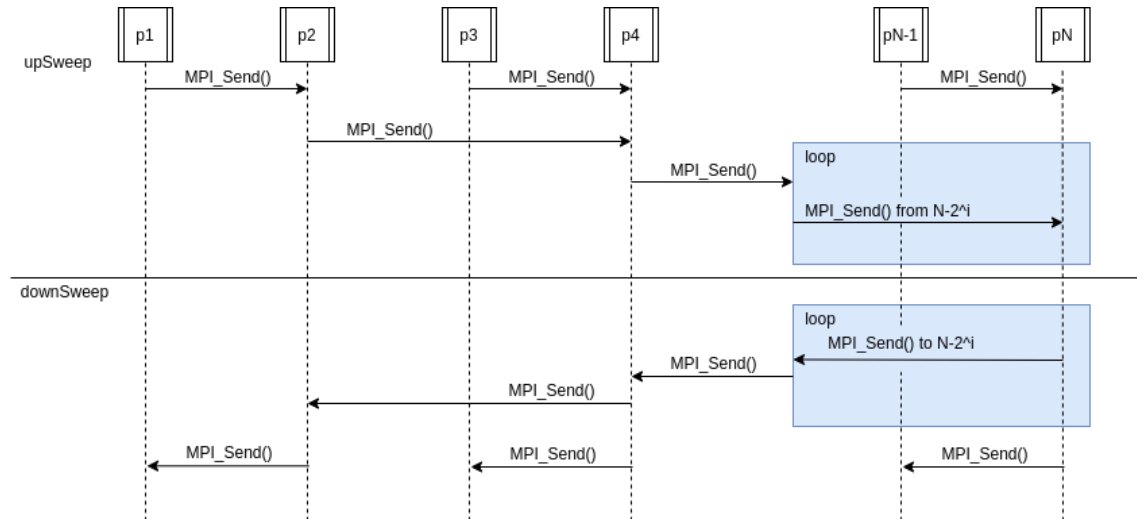 p1
p2
p3
p4
pN-1
pN
upSweep
MPI_Send()
MPI_Send()
MPI_Send()
MPI_Send()
loop
MPI_Send()
MPI_Send() from N-2^i
downSweep
loop
MPI_Send() to N-2^i
MPI_Send()
MPI_Send()
MPI_Send()
MPI_Send()
MPI_Send()